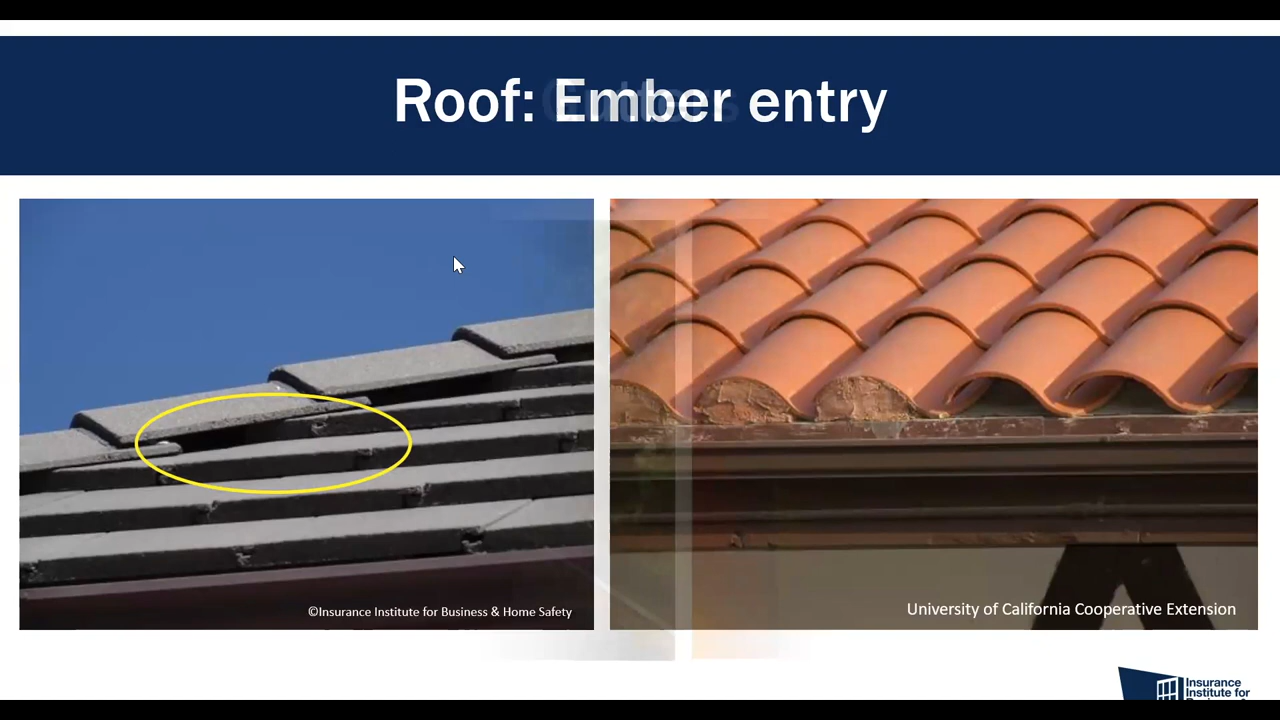 Roof: Ember entry
©Insurance Institute for Business & Home Safety
University of California Cooperative Extension
Insurance
Institute for